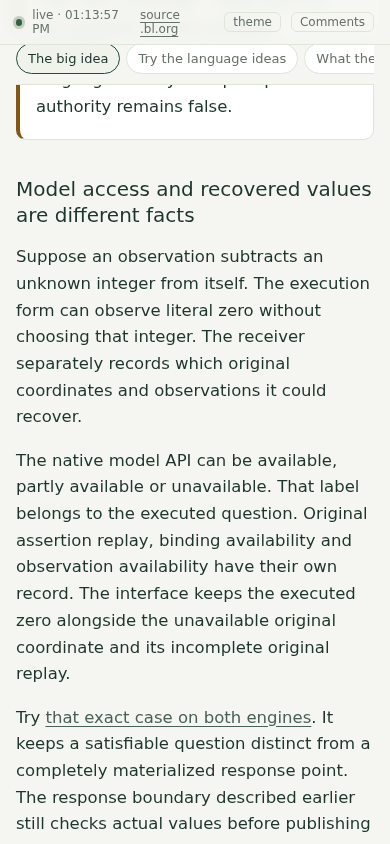 live · 01:13:57 PM
source.bl.org
theme
Comments
The big idea
Try the language ideas
What the
authority remains false.
Model access and recovered values
are different facts
Suppose an observation subtracts an
unknown integer from itself. The execution
form can observe literal zero without
choosing that integer. The receiver
separately records which original
coordinates and observations it could
recover.
The native model API can be available,
partly available or unavailable. That label
belongs to the executed question. Original
assertion replay, binding availability and
observation availability have their own
record. The interface keeps the executed
zero alongside the unavailable original
coordinate and its incomplete original
replay.
Try that exact case on both engines. It
keeps a satisfiable question distinct from a
completely materialized response point.
The response boundary described earlier
still checks actual values before publishing